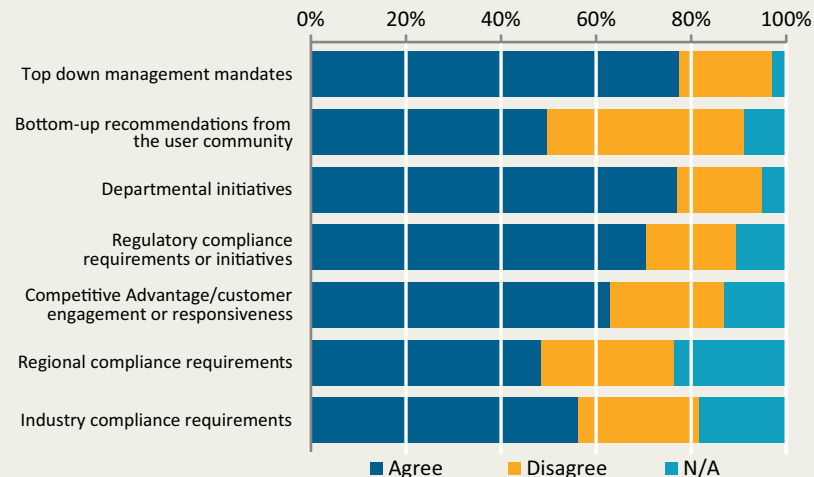 0% 20% 40% 60% 80% 100%
Top down management mandates
Bottom-up recommendations from
the user community
Departmental initiatives
Regulatory compliance
requirements or initiatives
Competitive Advantage/customer
engagement or responsiveness
Regional compliance requirements
Industry compliance requirements
Agree Disagree N/A